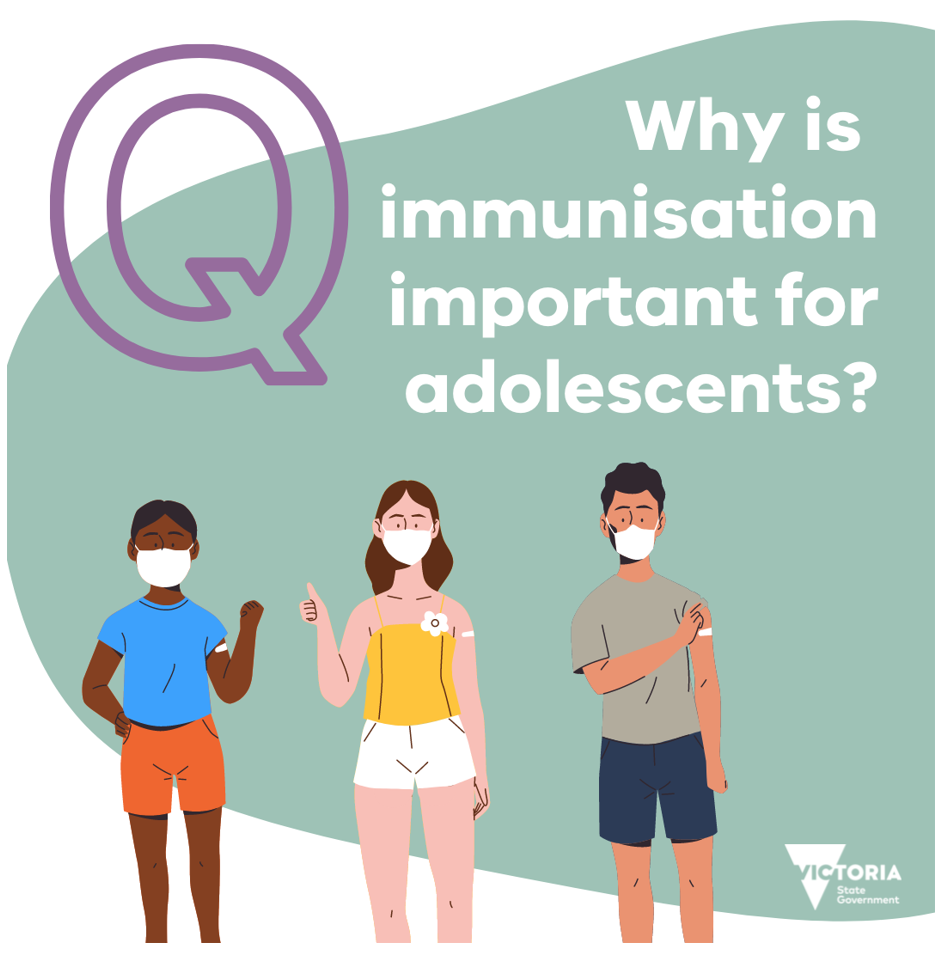 Q
Why is
immunisation
important for
adolescents?
VICTORIA
State
Government